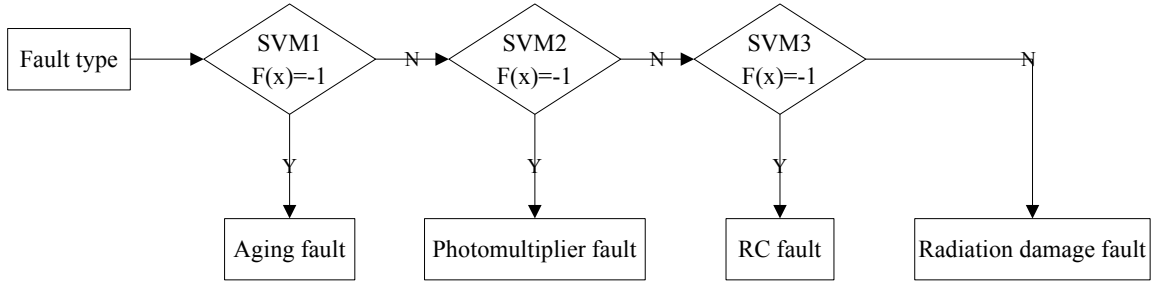 SVM1
SVM2
SVM3
Fault type
N
N
N
F(x)=-1
F(x)=-1
F(x)=-1
Y
Y
Y
Aging fault
Photomultiplier fault
RC fault
Radiation damage fault